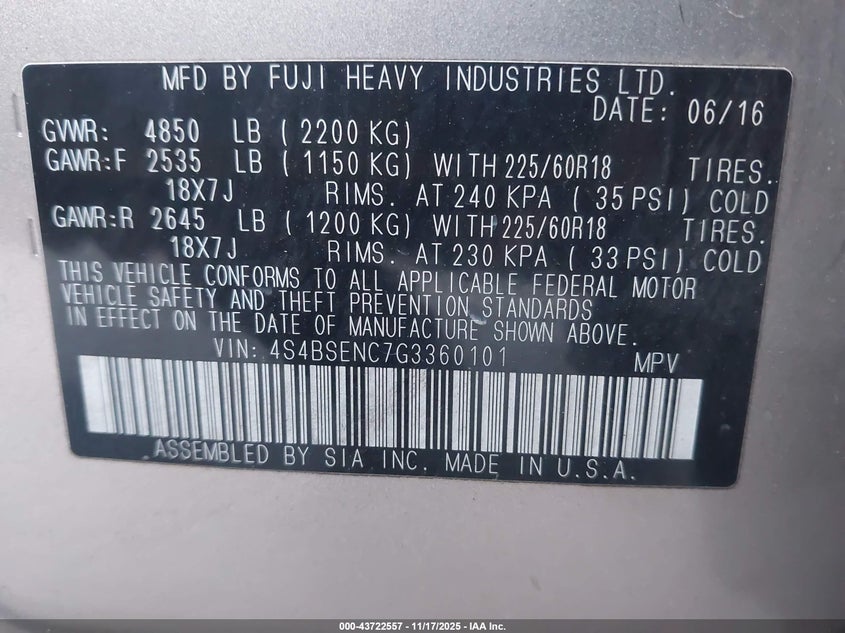 MFD BY FUJI HEAVY INDUSTRIES LTD.
DATE: 06/16
GVWR: 4850 LB ( 2200 KG)
GAWR:F 2535 LB ( 1150 KG) WITH 225/60R18 TIRES.
18X7J RIMS. AT 240 KPA ( 35 PSI) COLD
GAWR:R 2645 LB ( 1200 KG) WITH 225/60R18 TIRES.
18X7J RIMS. AT 230 KPA ( 33 PSI) COLD
THIS VEHICLE CONFORMS TO ALL APPLICABLE FEDERAL MOTOR
VEHICLE SAFETY AND THEFT PREVENTION STANDARDS
IN EFFECT ON THE DATE OF MANUFACTURE SHOWN ABOVE.
VIN: 4S4BSENC7G3360101 MPV
ASSEMBLED BY SIA INC. MADE IN U.S.A.
000-43722557 - 11/17/2025 - IAA Inc.